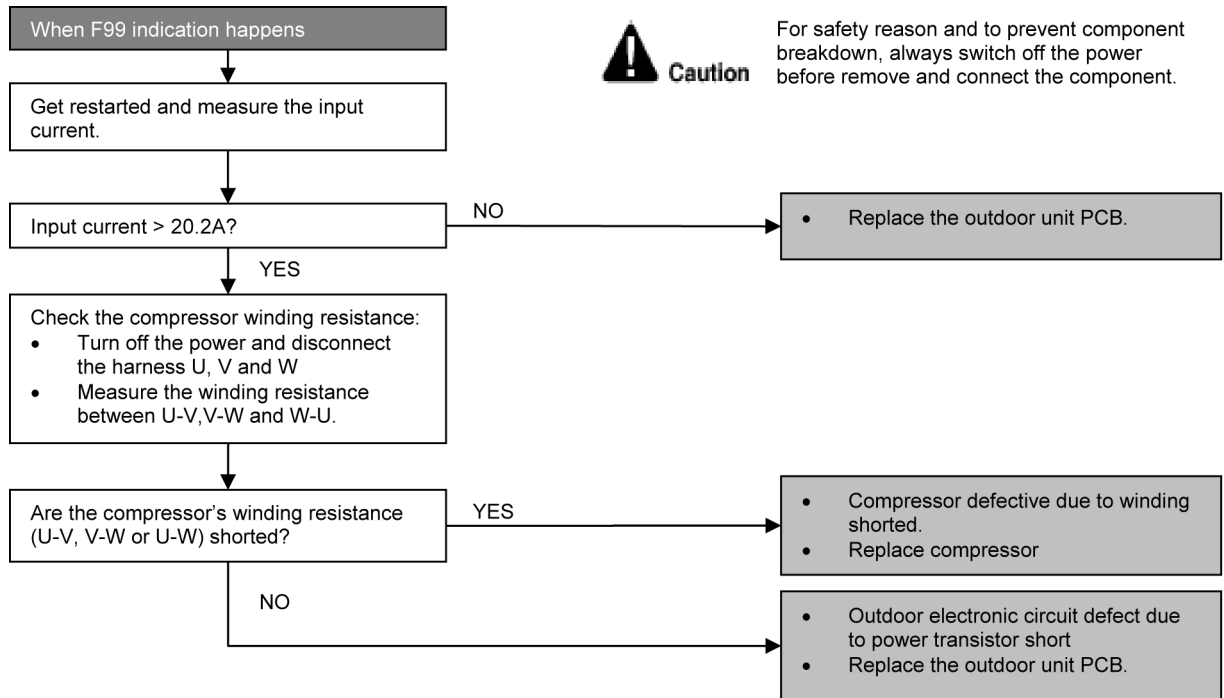 When F99 indication happens
Caution
For safety reason and to prevent component
breakdown, always switch off the power
before remove and connect the component.
Get restarted and measure the input
current.
Input current > 20.2A?
NO
• Replace the outdoor unit PCB.
YES
Check the compressor winding resistance:
• Turn off the power and disconnect
the harness U, V and W
• Measure the winding resistance
between U-V,V-W and W-U.
Are the compressor’s winding resistance
(U-V, V-W or U-W) shorted?
YES
• Compressor defective due to winding
shorted.
• Replace compressor
NO
• Outdoor electronic circuit defect due
to power transistor short
• Replace the outdoor unit PCB.